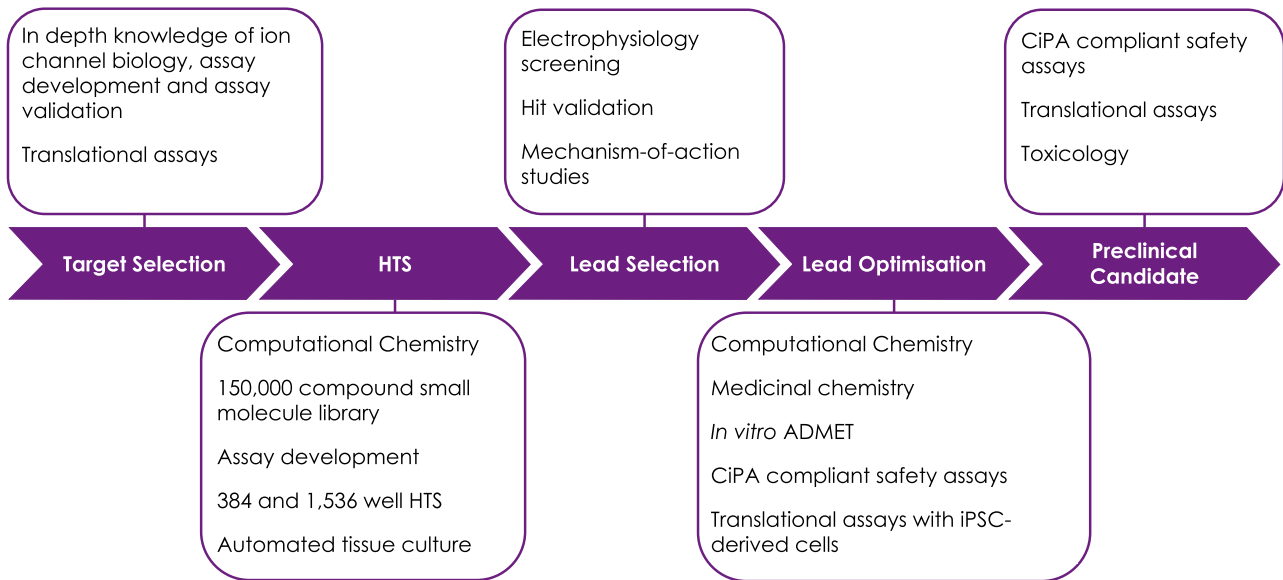 In depth knowledge of ion
channel biology, assay
development and assay
validation
Translational assays
Electrophysiology
screening
Hit validation
Mechanism-of-action
studies
CiPA compliant safety
assays
Translational assays
Toxicology
Target Selection
HTS
Lead Selection
Lead Optimisation
Preclinical
Candidate
Computational Chemistry
150,000 compound small
molecule library
Assay development
384 and 1,536 well HTS
Automated tissue culture
Computational Chemistry
Medicinal chemistry
In vitro ADMET
CiPA compliant safety assays
Translational assays with iPSC-
derived cells